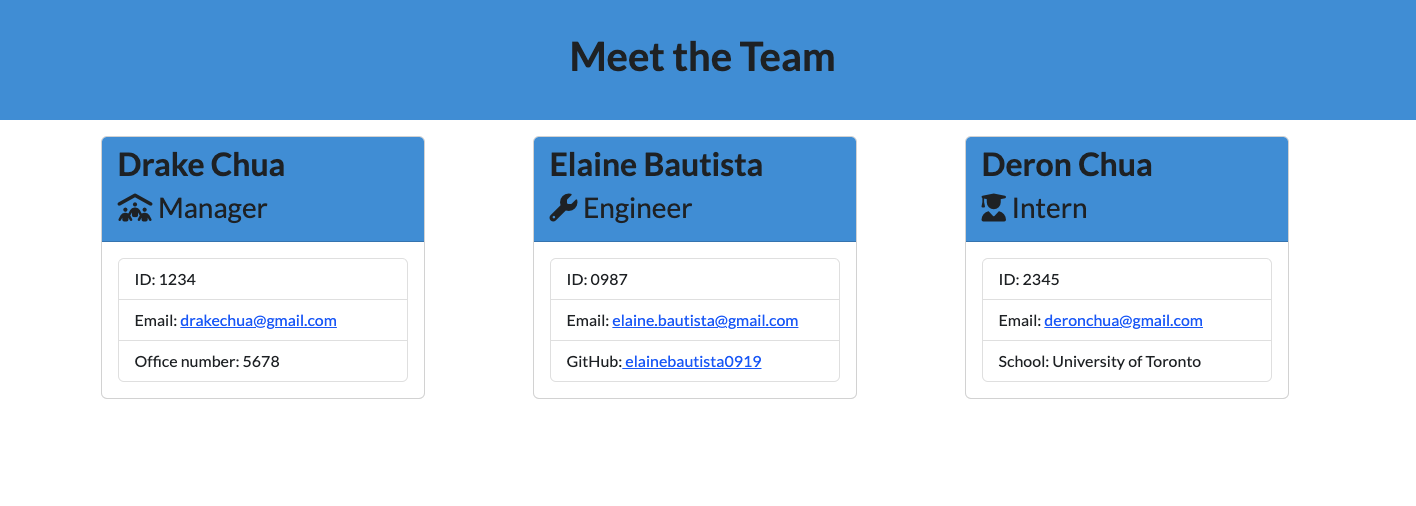 Meet the Team
Drake Chua
Manager
ID: 1234
Email: drakechua@gmail.com
Office number: 5678
Elaine Bautista
Engineer
ID: 0987
Email: elaine.bautista@gmail.com
GitHub: elainebautista0919
Deron Chua
Intern
ID: 2345
Email: deronchua@gmail.com
School: University of Toronto